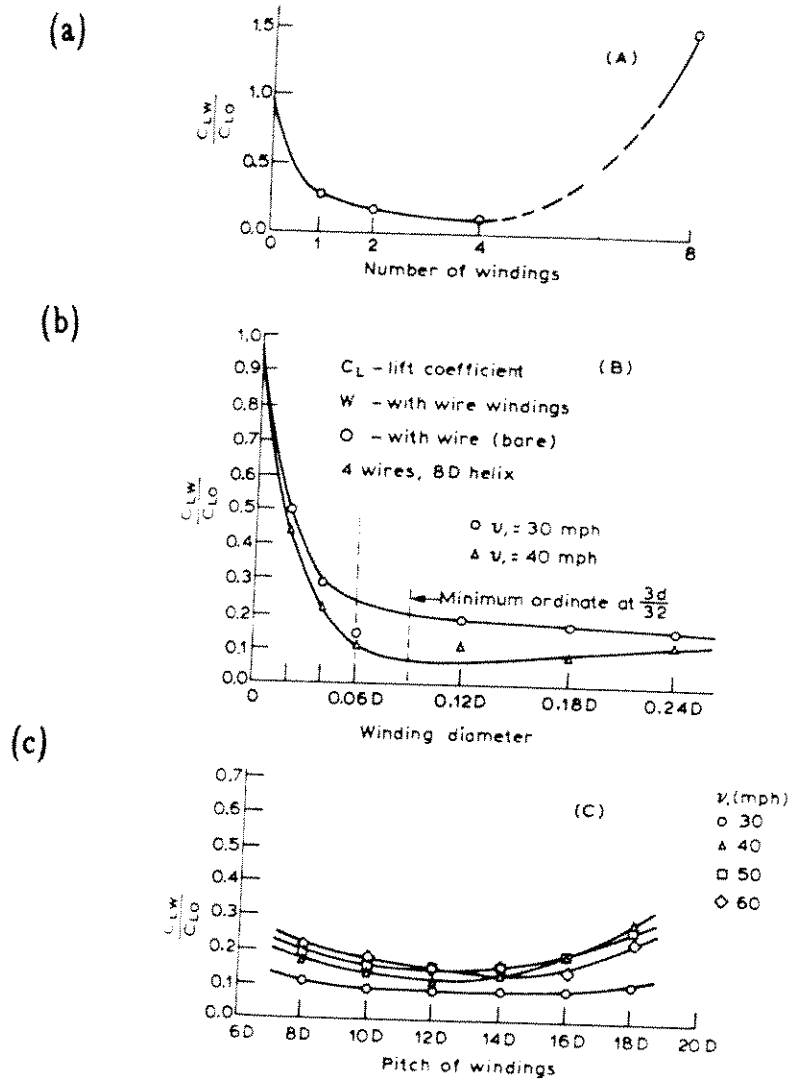 (a)
(A)
C_LW / C_LO
1.5
1.0
0.5
0.0
0 1 2 4 8
Number of windings
(b)
(B)
C_LW / C_LO
1.0
0.9
0.8
0.7
0.6
0.5
0.4
0.3
0.2
0.1
0.0
C_L – lift coefficient
W – with wire windings
O – with wire (bare)
4 wires, 8D helix
○ v, = 30 mph
△ v, = 40 mph
Minimum ordinate at 3d/32
0 0.06D 0.12D 0.18D 0.24D
Winding diameter
(c)
(C)
C_LW / C_LO
0.7
0.6
0.5
0.4
0.3
0.2
0.1
0.0
v, (mph)
○ 30
△ 40
□ 50
◇ 60
6D 8D 10D 12D 14D 16D 18D 20D
Pitch of windings